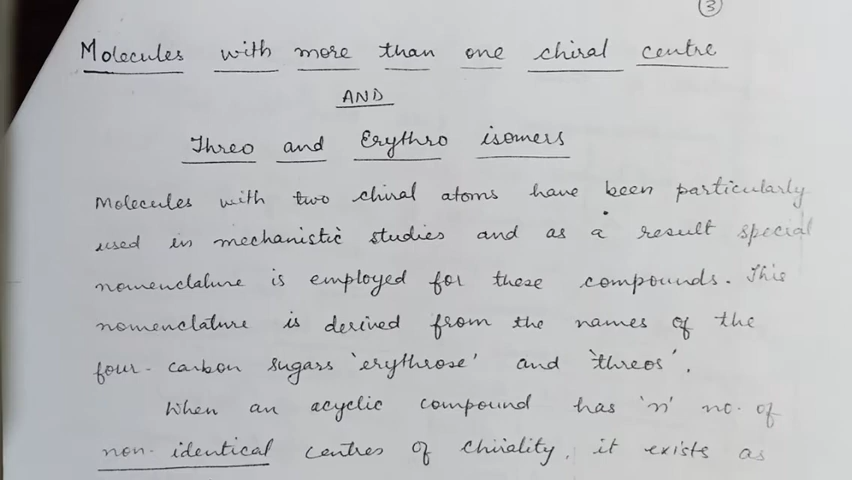 3
Molecules with more than one chiral centre
AND
Threo and Erythro isomers
Molecules with two chiral atoms have been particularly
used in mechanistic studies and as a result special
nomenclature is employed for these compounds. This
nomenclature is derived from the names of the
four-carbon sugars 'erythrose' and 'threos'.
When an acyclic compound has 'n' no. of
non-identical centres of chirality, it exists as